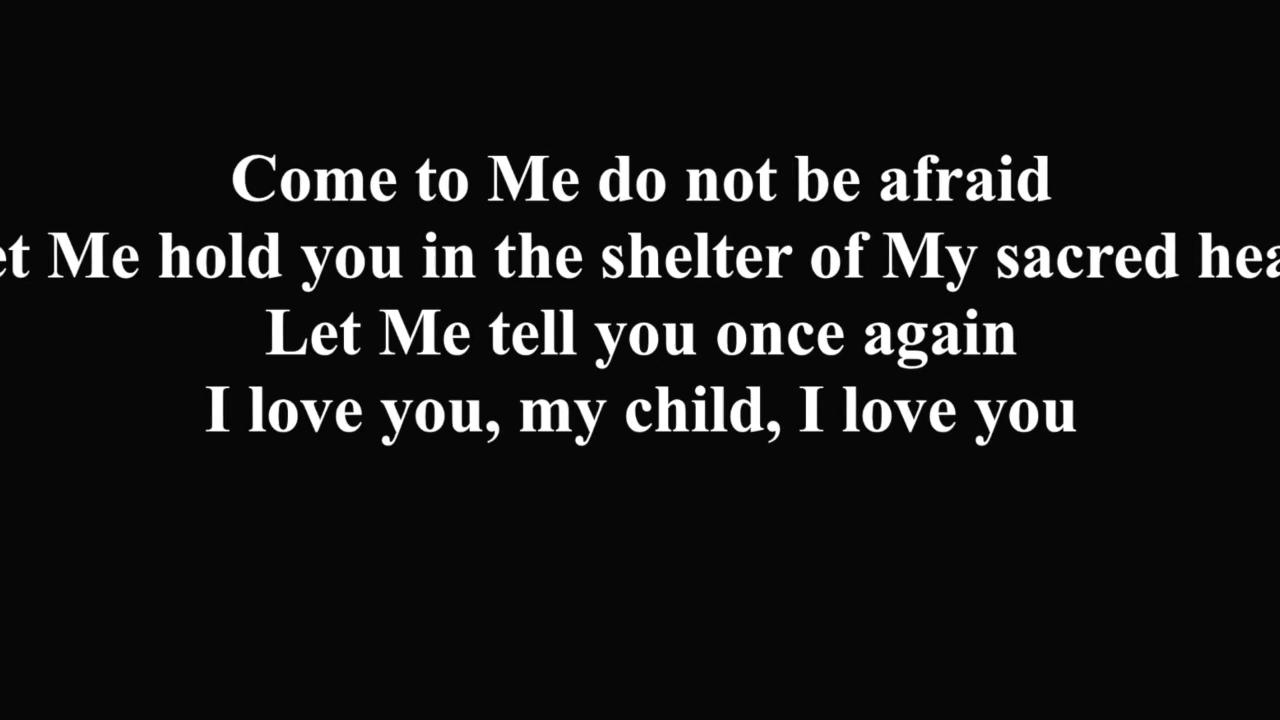 Come to Me do not be afraid
et Me hold you in the shelter of My sacred hea
Let Me tell you once again
I love you, my child, I love you